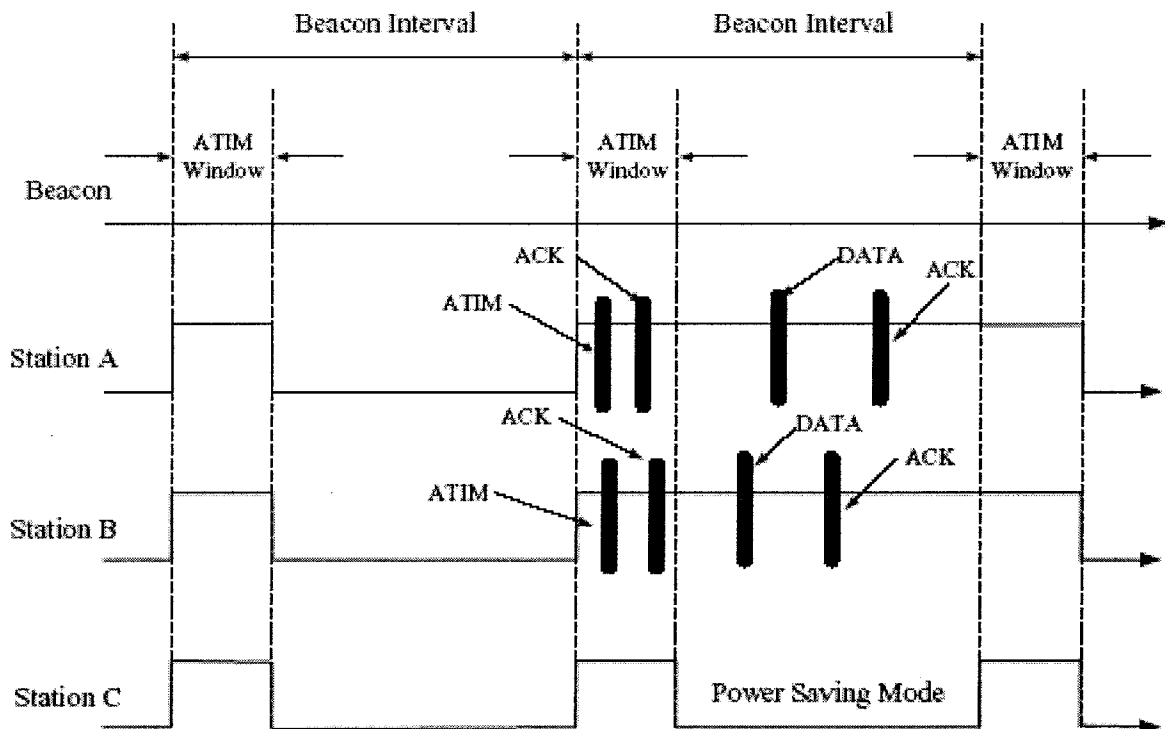 Beacon Interval Beacon Interval
ATIM ATIM ATIM
Window Window Window
Beacon
ACK DATA
ACK
ATIM
Station A
ACK DATA
ACK
ATIM
Station B
Station C Power Saving Mode